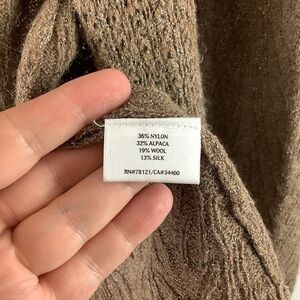 36% NYLON
32% ALPACA
19% WOOL
13% SILK
RN#78121/CA#34460